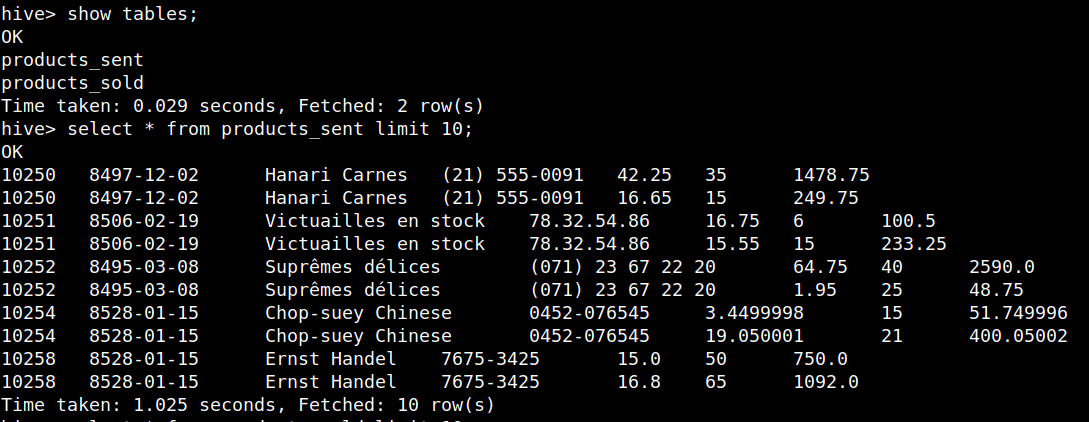 hive> show tables;
OK
products_sent
products_sold
Time taken: 0.029 seconds, Fetched: 2 row(s)
hive> select * from products_sent limit 10;
OK
10250   8497-12-02      Hanari Carnes   (21) 555-0091   42.25   35      1478.75
10250   8497-12-02      Hanari Carnes   (21) 555-0091   16.65   15      249.75
10251   8506-02-19      Victuailles en stock    78.32.54.86     16.75   6       100.5
10251   8506-02-19      Victuailles en stock    78.32.54.86     15.55   15      233.25
10252   8495-03-08      Suprêmes délices        (071) 23 67 22 20       64.75   40      2590.0
10252   8495-03-08      Suprêmes délices        (071) 23 67 22 20       1.95    25      48.75
10254   8528-01-15      Chop-suey Chinese       0452-076545     3.4499998       15      51.749996
10254   8528-01-15      Chop-suey Chinese       0452-076545     19.050001       21      400.05002
10258   8528-01-15      Ernst Handel    7675-3425       15.0    50      750.0
10258   8528-01-15      Ernst Handel    7675-3425       16.8    65      1092.0
Time taken: 1.025 seconds, Fetched: 10 row(s)